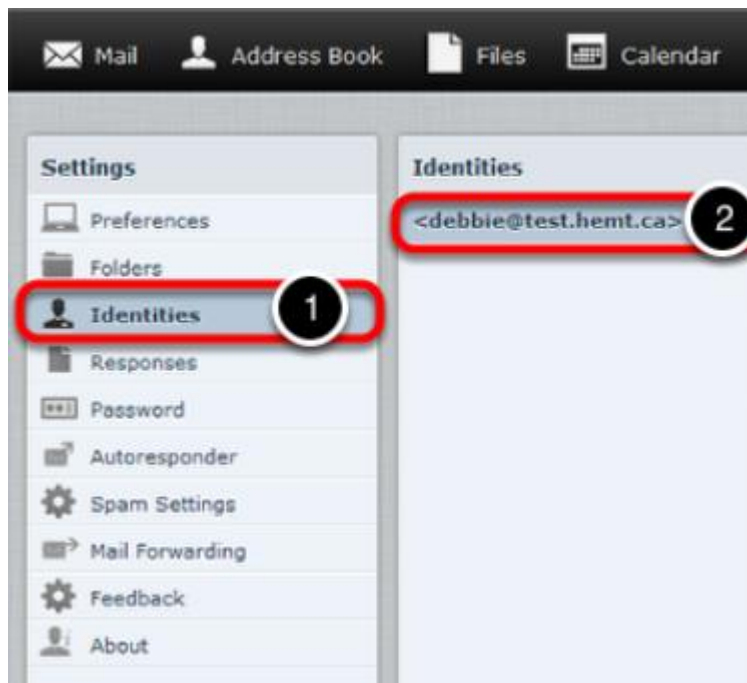 Mail Address Book Files Calendar
Settings
Preferences
Folders
Identities 1
Responses
Password
Autoresponder
Spam Settings
Mail Forwarding
Feedback
About
Identities
<debbie@test.hemt.ca> 2